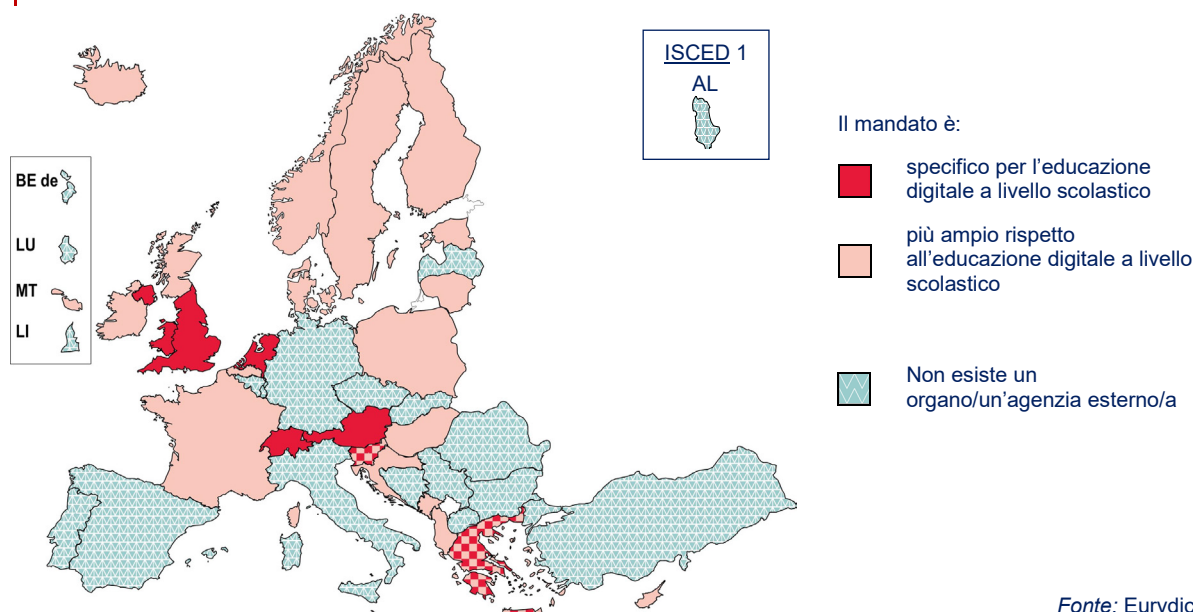 ISCED 1
AL
BE de
LU
MT
LI
Il mandato è:
specifico per l’educazione
digitale a livello scolastico
più ampio rispetto
all’educazione digitale a livello
scolastico
Non esiste un
organo/un’agenzia esterno/a
Fonte: Eurydic